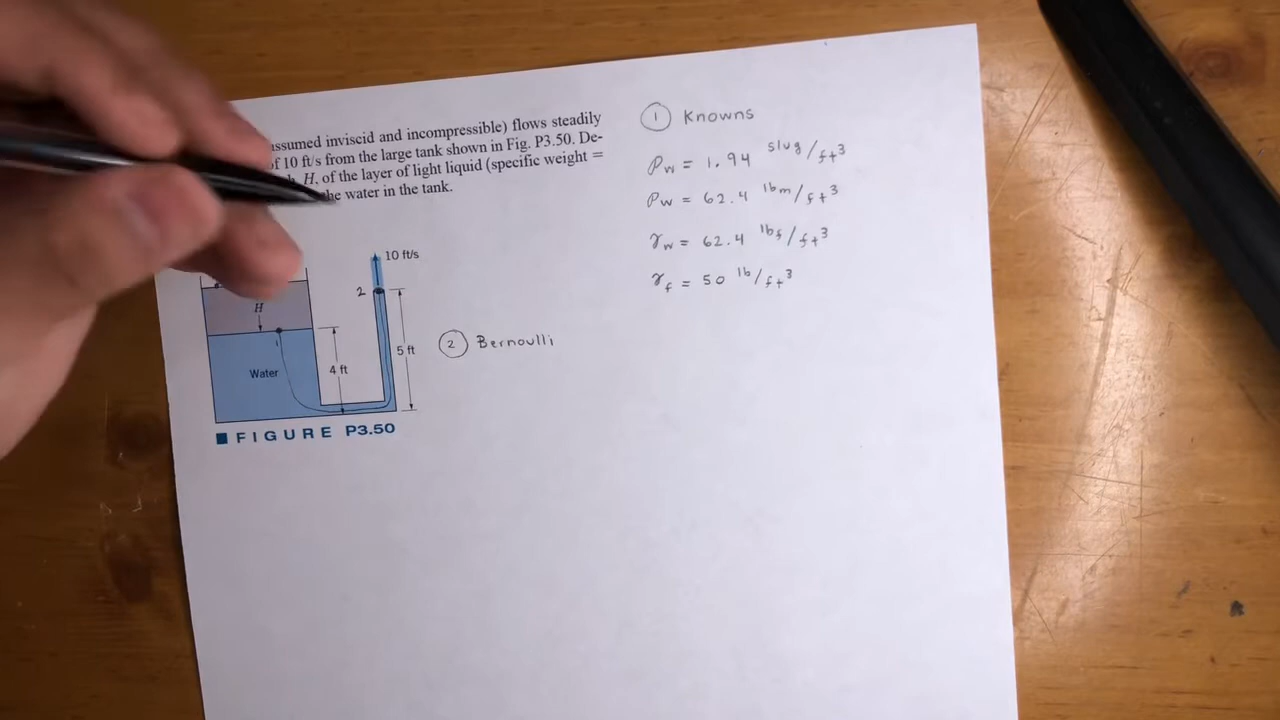 assumed inviscid and incompressible) flows steadily
of 10 ft/s from the large tank shown in Fig. P3.50. De-
H, of the layer of light liquid (specific weight =
the water in the tank.
① Knowns
ρw = 1.94 slug/ft³
ρw = 62.4 lbm/ft³
γw = 62.4 lbf/ft³
γf = 50 lb/ft³
10 ft/s
2
H
1
5 ft
4 ft
Water
② Bernoulli
FIGURE P3.50